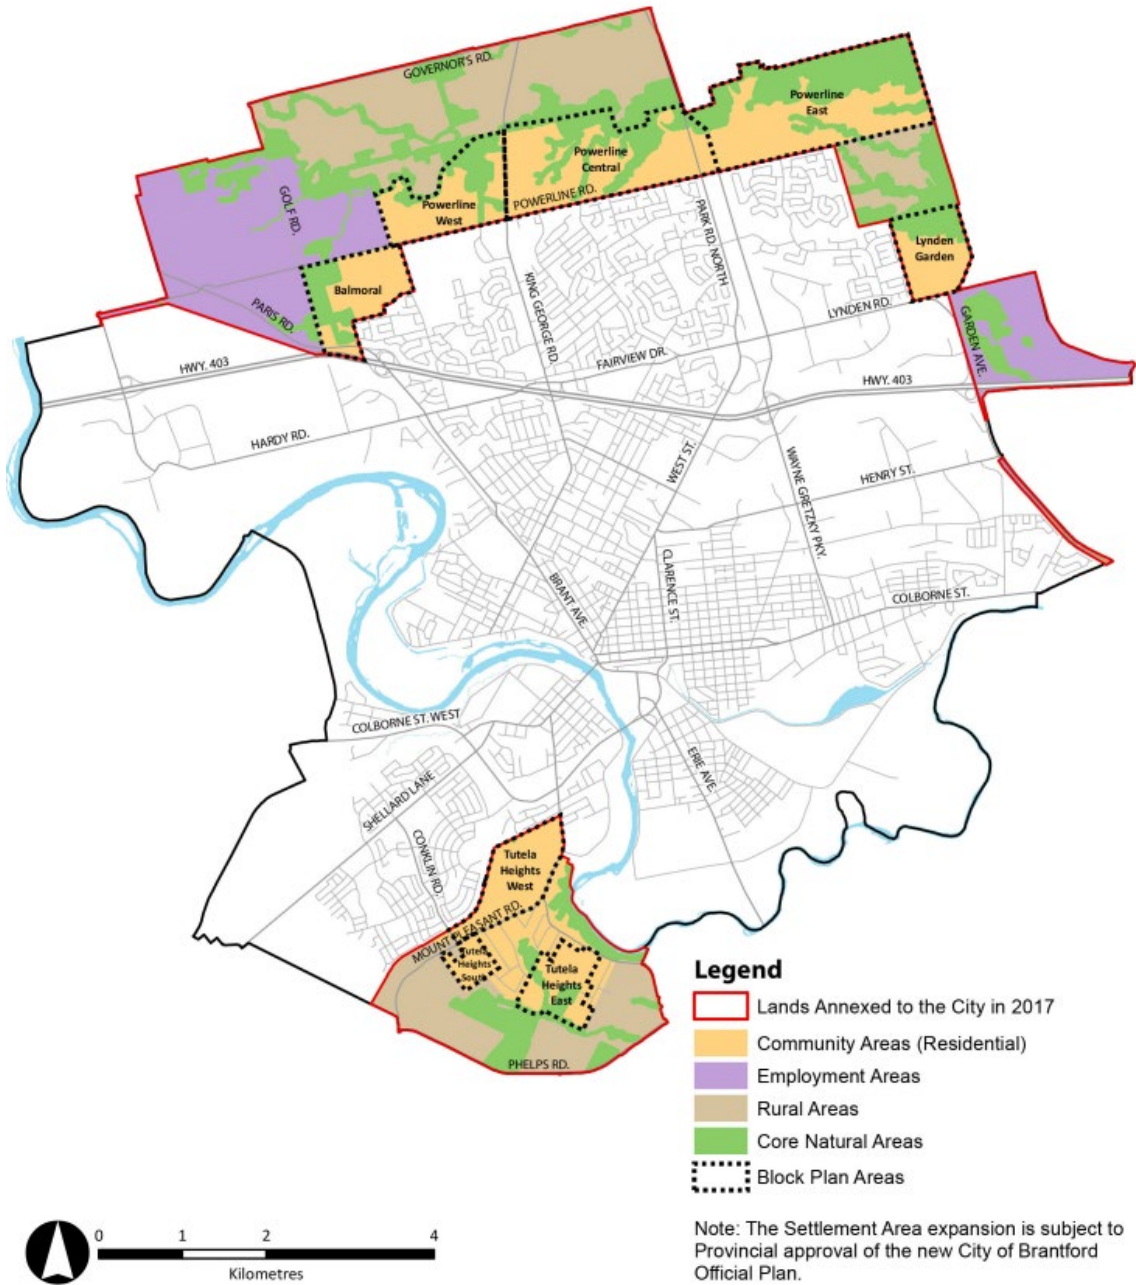 GOVERNOR'S RD.
Powerline
East
Powerline
Central
POWERLINE RD.
Powerline
West
GOLF RD.
PARK RD. NORTH
Lynden
Garden
Balmoral
PARIS RD.
KING GEORGE RD.
LYNDEN RD.
GARDEN AVE.
FAIRVIEW DR.
HWY. 403
HWY. 403
HARDY RD.
WEST ST.
WAYNE GRETZKY PKY.
HENRY ST.
BRANT AVE.
CLARENCE ST.
COLBORNE ST.
COLBORNE ST. WEST
ERIE AVE.
SHELLARD LANE
CONKLIN RD.
Tutela
Heights
West
MOUNT PLEASANT RD.
Tutela
Heights
South
Tutela
Heights
East
PHELPS RD.
Legend
Lands Annexed to the City in 2017
Community Areas (Residential)
Employment Areas
Rural Areas
Core Natural Areas
Block Plan Areas
Note: The Settlement Area expansion is subject to
Provincial approval of the new City of Brantford
Official Plan.
0 1 2 4
Kilometres